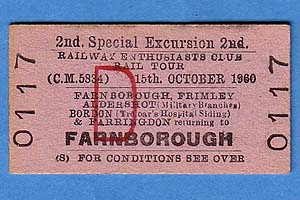 2nd. Special Excursion 2nd.
RAILWAY ENTHUSIASTS CLUB
RAIL TOUR
(C.M.5834) 15th. OCTOBER 1960
FARNBOROUGH, FRIMLEY
ALDERSHOT (Military Branches)
BORDON (Treloar's Hospital Siding)
& FARRINGDON returning to
FARNBOROUGH
(S) FOR CONDITIONS SEE OVER
D
0117
0117